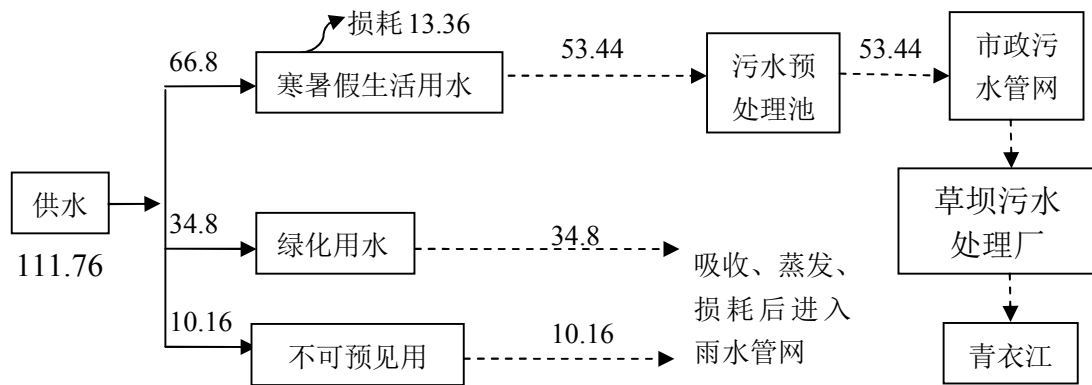 损耗 13.36
66.8
寒暑假生活用水
53.44
污水预
处理池
53.44
市政污
水管网
供水
111.76
34.8
绿化用水
34.8
吸收、蒸发、
损耗后进入
雨水管网
草坝污水
处理厂
10.16
不可预见用
10.16
青衣江